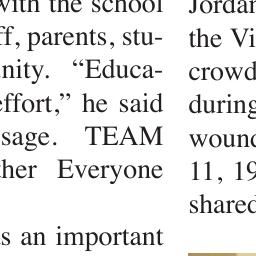 with the school
ff, parents, stu-
nity. “Educa-
effort,” he said
sage. TEAM
ther Everyone
s an important
Jordan
the Vi
crowd
during
wound
11, 19
shared